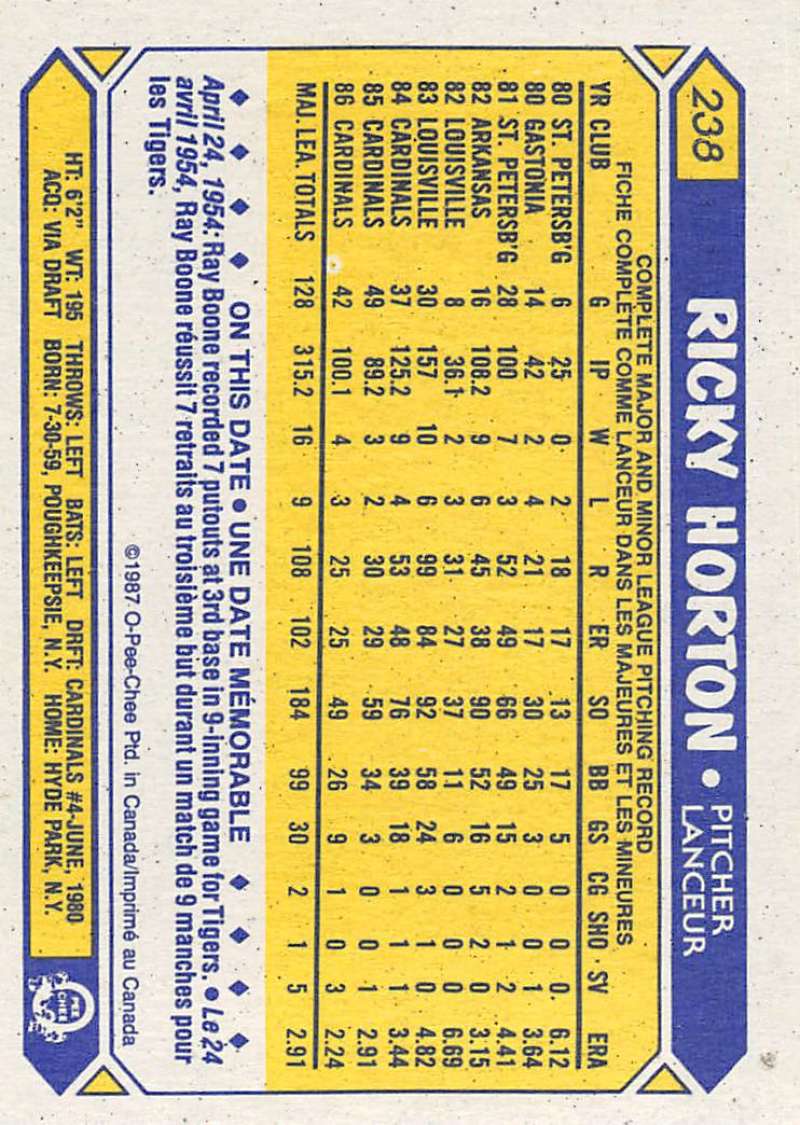 238
RICKY HORTON • PITCHER
LANCEUR
COMPLETE MAJOR AND MINOR LEAGUE PITCHING RECORD
FICHE COMPLÈTE COMME LANCEUR DANS LES MAJEURES ET LES MINEURES
YR CLUB G IP W L R ER SO BB GS CG SHO SV ERA
80 ST. PETERSB'G 6 25 0 2 18 17 13 17 5 0 0 0 6.12
80 GASTONIA 14 42 2 4 21 17 30 25 3 0 0 1 3.64
81 ST. PETERSB'G 28 100 7 3 52 49 66 49 15 2 1 2 4.41
82 ARKANSAS 16 108.2 9 6 45 38 90 52 16 5 2 0 3.15
82 LOUISVILLE 8 36.1 2 3 31 27 37 11 6 0 0 0 6.69
83 LOUISVILLE 30 157 10 6 99 84 92 58 24 3 1 0 4.82
84 CARDINALS 37 125.2 9 4 53 48 76 39 18 1 1 1 3.44
85 CARDINALS 49 89.2 3 2 30 29 59 34 3 0 0 1 2.91
86 CARDINALS 42 100.1 4 3 25 25 49 26 9 1 0 3 2.24
MAJ. LEA. TOTALS 128 315.2 16 9 108 102 184 99 30 2 1 5 2.91
ON THIS DATE • UNE DATE MÉMORABLE
April 24, 1954: Ray Boone recorded 7 putouts at 3rd base in 9-inning game for Tigers. • Le 24
avril 1954, Ray Boone réussit 7 retraits au troisième but durant un match de 9 manches pour
les Tigers.
©1987 O-Pee-Chee Ptd. in Canada/Imprimé au Canada
HT: 6'2" WT: 195 THROWS: LEFT BATS: LEFT DRFT: CARDINALS #4-JUNE, 1980
ACQ: VIA DRAFT BORN: 7-30-59, POUGHKEEPSIE, N.Y. HOME: HYDE PARK, N.Y.
O
PEE
CHEE